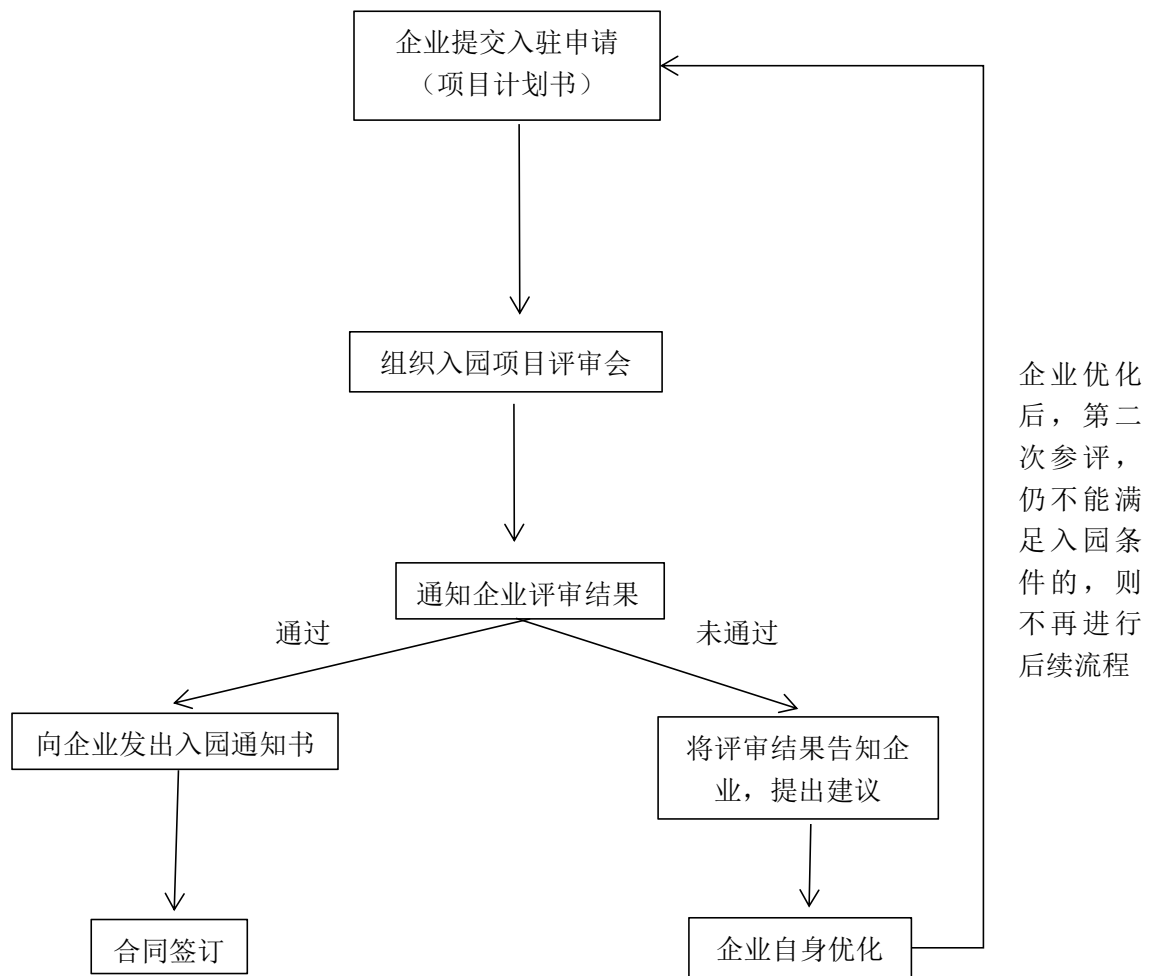 企业提交入驻申请
（项目计划书）
组织入园项目评审会
企业优化
后，第二
次参评，
仍不能满
足入园条
件的，则
不再进行
后续流程
通知企业评审结果
通过
未通过
向企业发出入园通知书
将评审结果告知企
业，提出建议
合同签订
企业自身优化